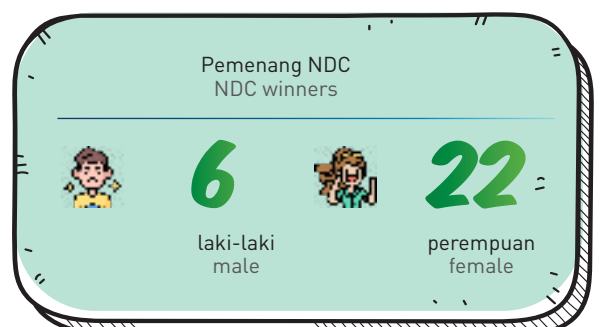 Pemenang NDC
NDC winners
6
22
laki-laki
male
perempuan
female